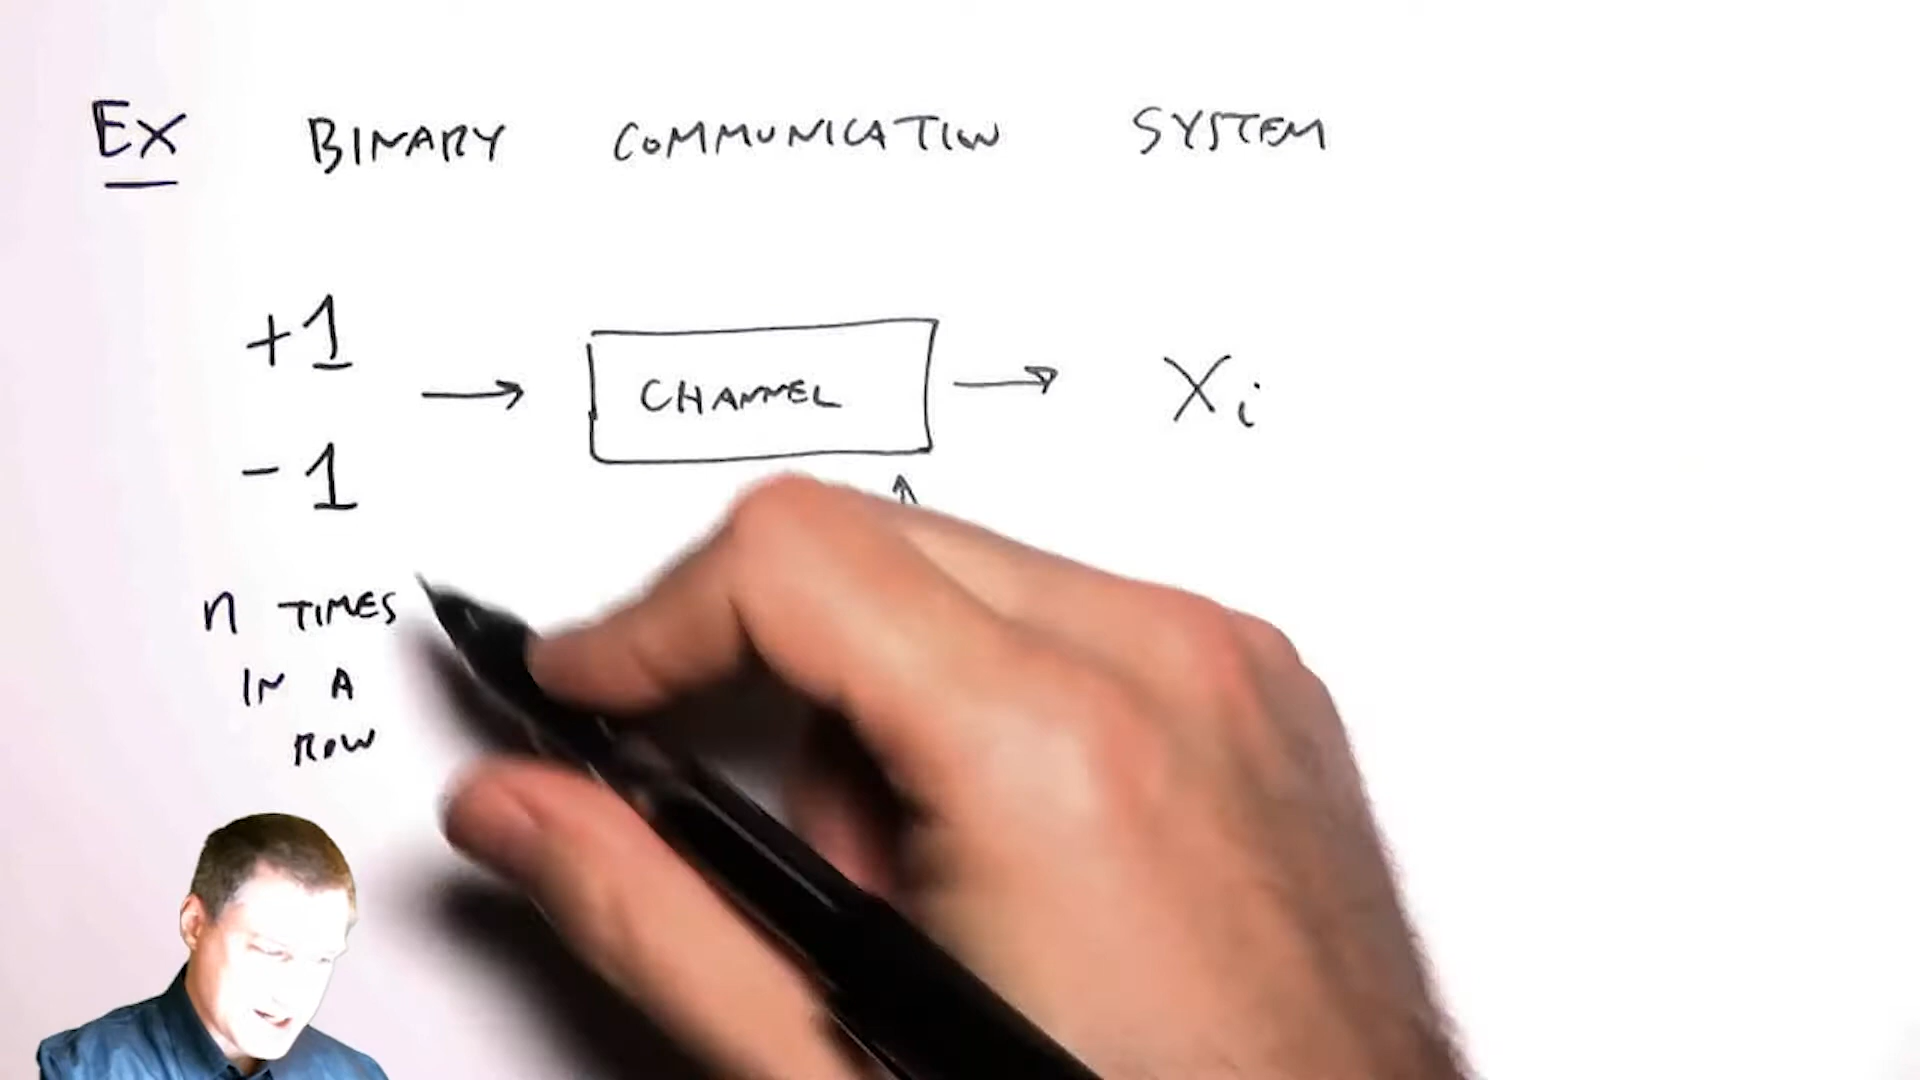 Ex BINARY COMMUNICATION SYSTEM
+1
CHANNEL
Xi
-1
n TIMES
IN A
ROW